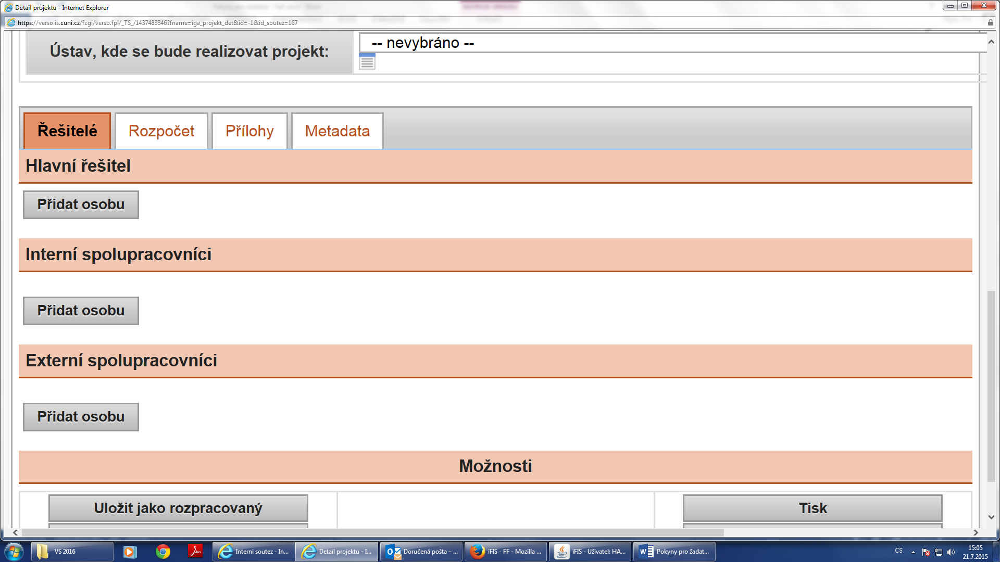 Detail projektu - Internet Explorer
https://verso.is.cuni.cz/fcgi/verso.fpl/_TS_/1437483346?fname=iga_projekt_det&id=-1&id_soutez=167
Ústav, kde se bude realizovat projekt:
-- nevybráno --
Řešitelé Rozpočet Přílohy Metadata
Hlavní řešitel
Přidat osobu
Interní spolupracovníci
Přidat osobu
Externí spolupracovníci
Přidat osobu
Možnosti
Uložit jako rozpracovaný Tisk
VS 2016 Interni soutez - In... Detail projektu - I... Doručená pošta – ... iFIS - FF - Mozilla ... iFIS - Uživatel: HA... Pokyny pro žadat... CS 15:05
21.7.2015